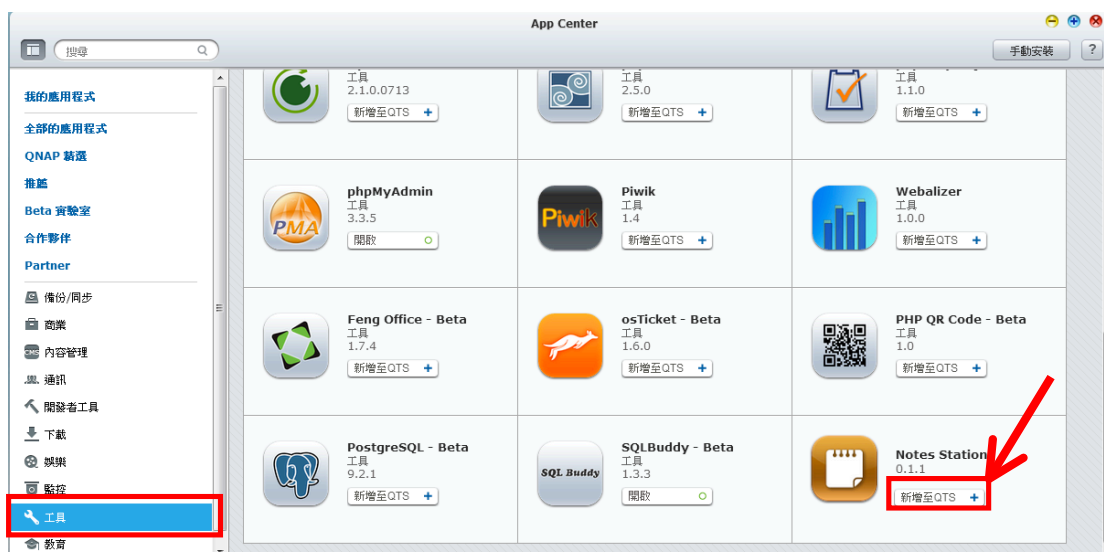 App Center
搜尋
手動安裝
?
我的應用程式
全部的應用程式
QNAP 精選
推薦
Beta 實驗室
合作夥伴
Partner
備份/同步
商業
CMS 內容管理
通訊
開發者工具
下載
娛樂
監控
工具
教育
工具
2.1.0.0713
新增至QTS +
工具
2.5.0
新增至QTS +
工具
1.1.0
新增至QTS +
PMA
phpMyAdmin
工具
3.3.5
開啟
Piwik
Piwik
工具
1.4
新增至QTS +
Webalizer
工具
1.0.0
新增至QTS +
Feng Office - Beta
工具
1.7.4
新增至QTS +
osTicket - Beta
工具
1.6.0
新增至QTS +
PHP QR Code - Beta
工具
1.0
新增至QTS +
PostgreSQL - Beta
工具
9.2.1
新增至QTS +
SQL Buddy
SQLBuddy - Beta
工具
1.3.3
開啟
Notes Station
0.1.1
新增至QTS +